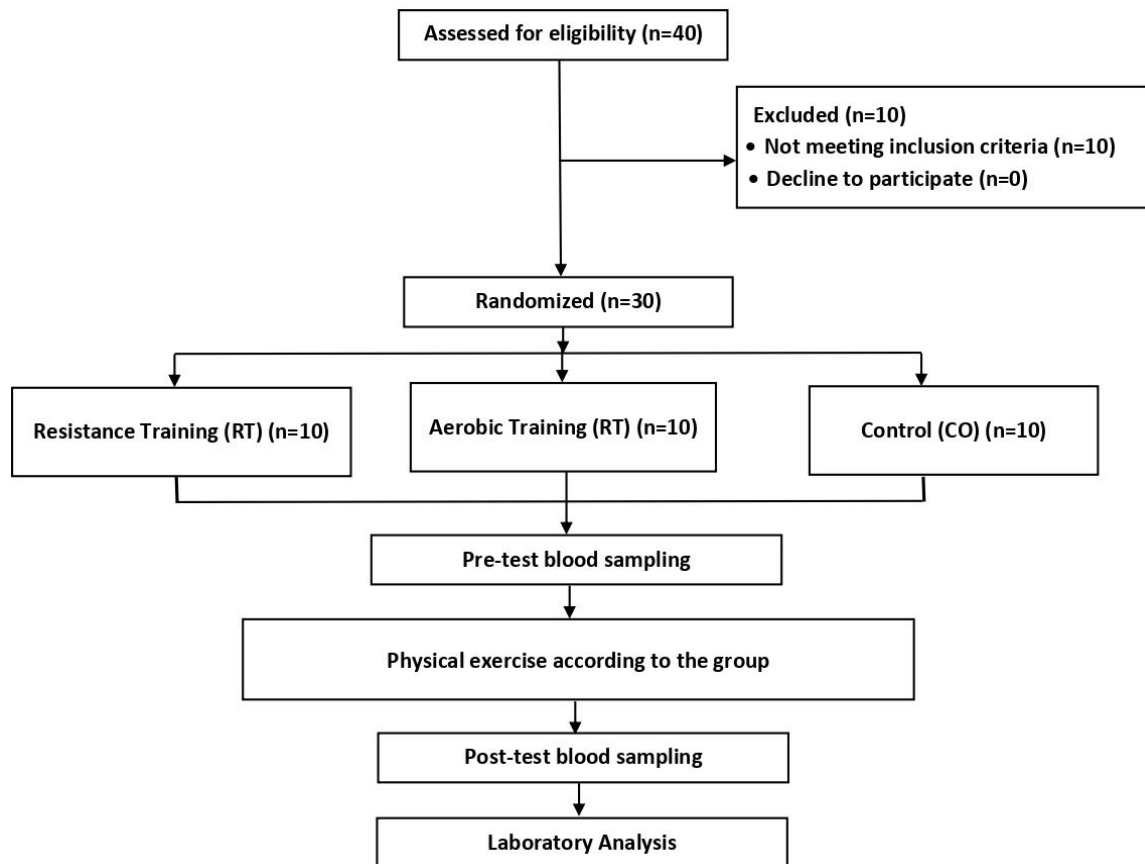 Assessed for eligibility (n=40)
Excluded (n=10)
• Not meeting inclusion criteria (n=10)
• Decline to participate (n=0)
Randomized (n=30)
Resistance Training (RT) (n=10)
Aerobic Training (RT) (n=10)
Control (CO) (n=10)
Pre-test blood sampling
Physical exercise according to the group
Post-test blood sampling
Laboratory Analysis